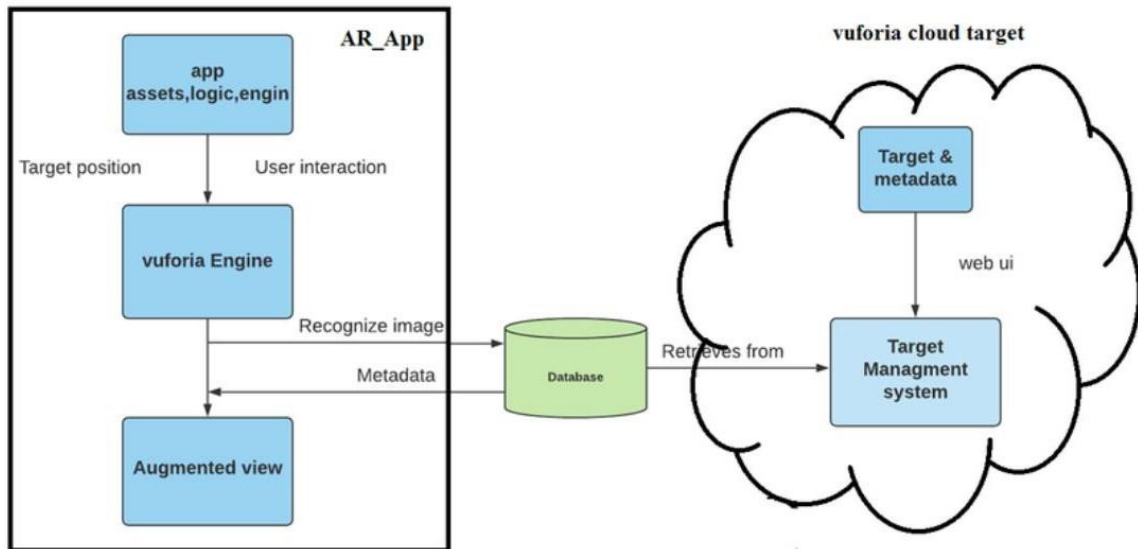 AR_App
app
assets,logic,engin
Target position
User interaction
vuforia Engine
Recognize image
Metadata
Augmented view
Database
Retrieves from
vuforia cloud target
Target &
metadata
web ui
Target
Managment
system